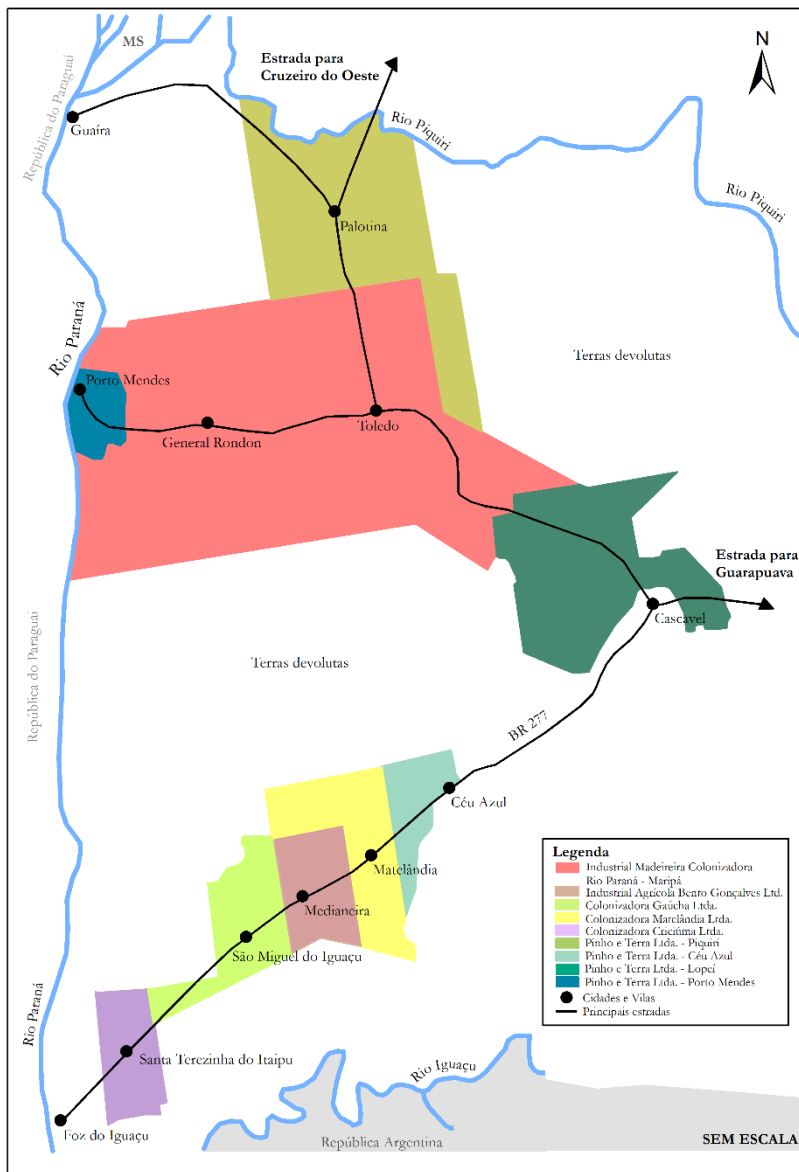 MS
Estrada para
Cruzeiro do Oeste
N
República do Paraguai
Guaíra
Rio Piquiri
Rio Piquiri
Palotina
Rio Paraná
Terras devolutas
Porto Mendes
General Rondon
Toledo
Estrada para
Guarapuava
Cascavel
República do Paraguai
Terras devolutas
BR 277
Céu Azul
Matelândia
Medianeira
São Miguel do Iguaçu
Rio Paraná
Santa Terezinha do Itaipu
Foz do Iguaçu
Rio Iguaçu
República Argentina
Legenda
Industrial Madeireira Colonizadora
Rio Paraná - Maripá
Industrial Agrícola Bento Gonçalves Ltd.
Colonizadora Gaúcha Ltda.
Colonizadora Matelândia Ltda.
Colonizadora Criciúma Ltda.
Pinho e Terra Ltda. - Piquiri
Pinho e Terra Ltda. - Céu Azul
Pinho e Terra Ltda. - Lopeí
Pinho e Terra Ltda. - Porto Mendes
Cidades e Vilas
Principais estradas
SEM ESCALA